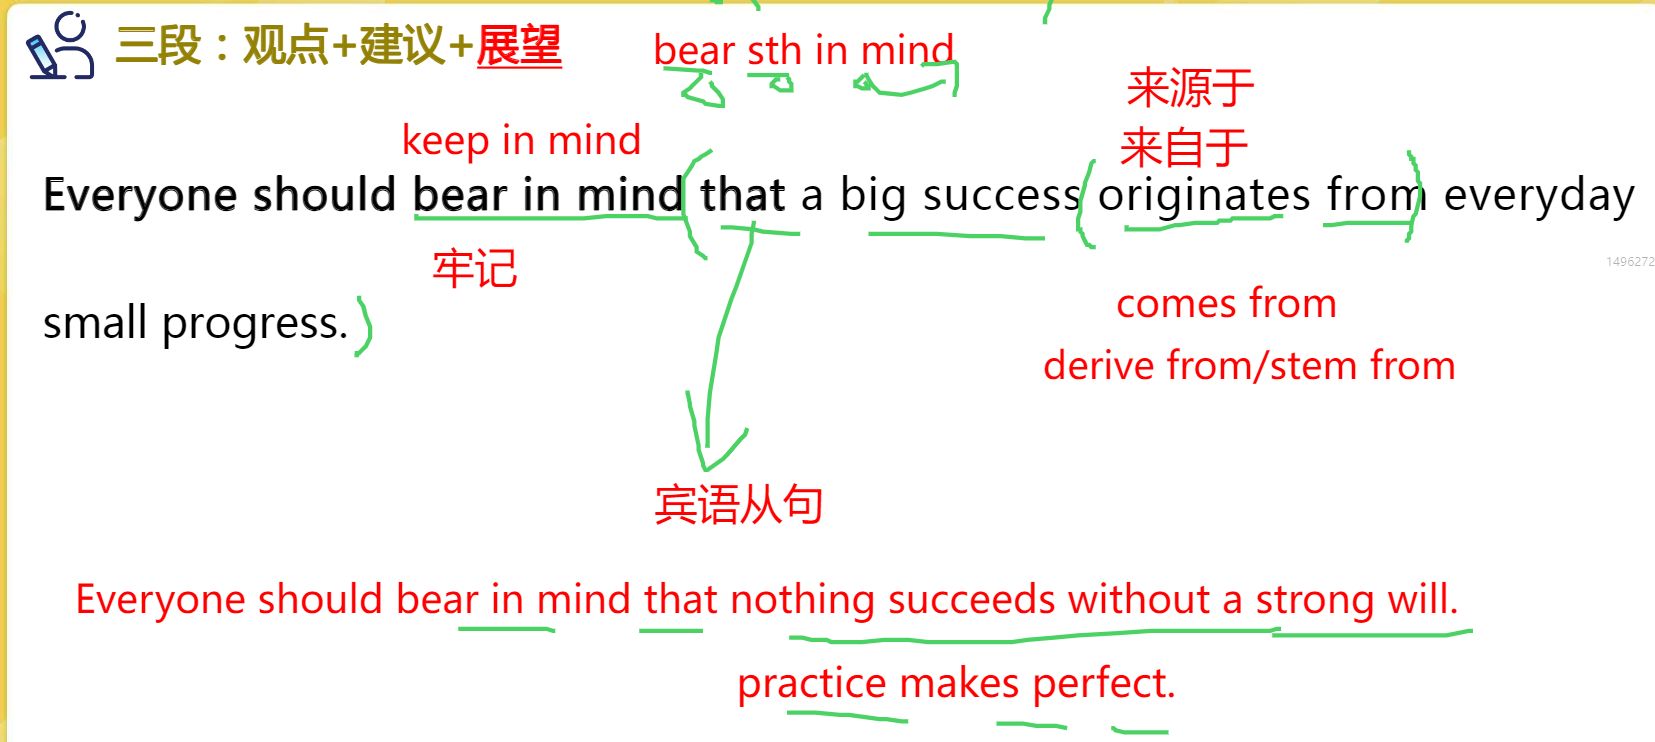 三段：观点+建议+展望
bear sth in mind
来源于
keep in mind
来自于
Everyone should bear in mind that a big success originates from everyday
牢记
1496272
comes from
small progress.
derive from/stem from
宾语从句
Everyone should bear in mind that nothing succeeds without a strong will.
practice makes perfect.